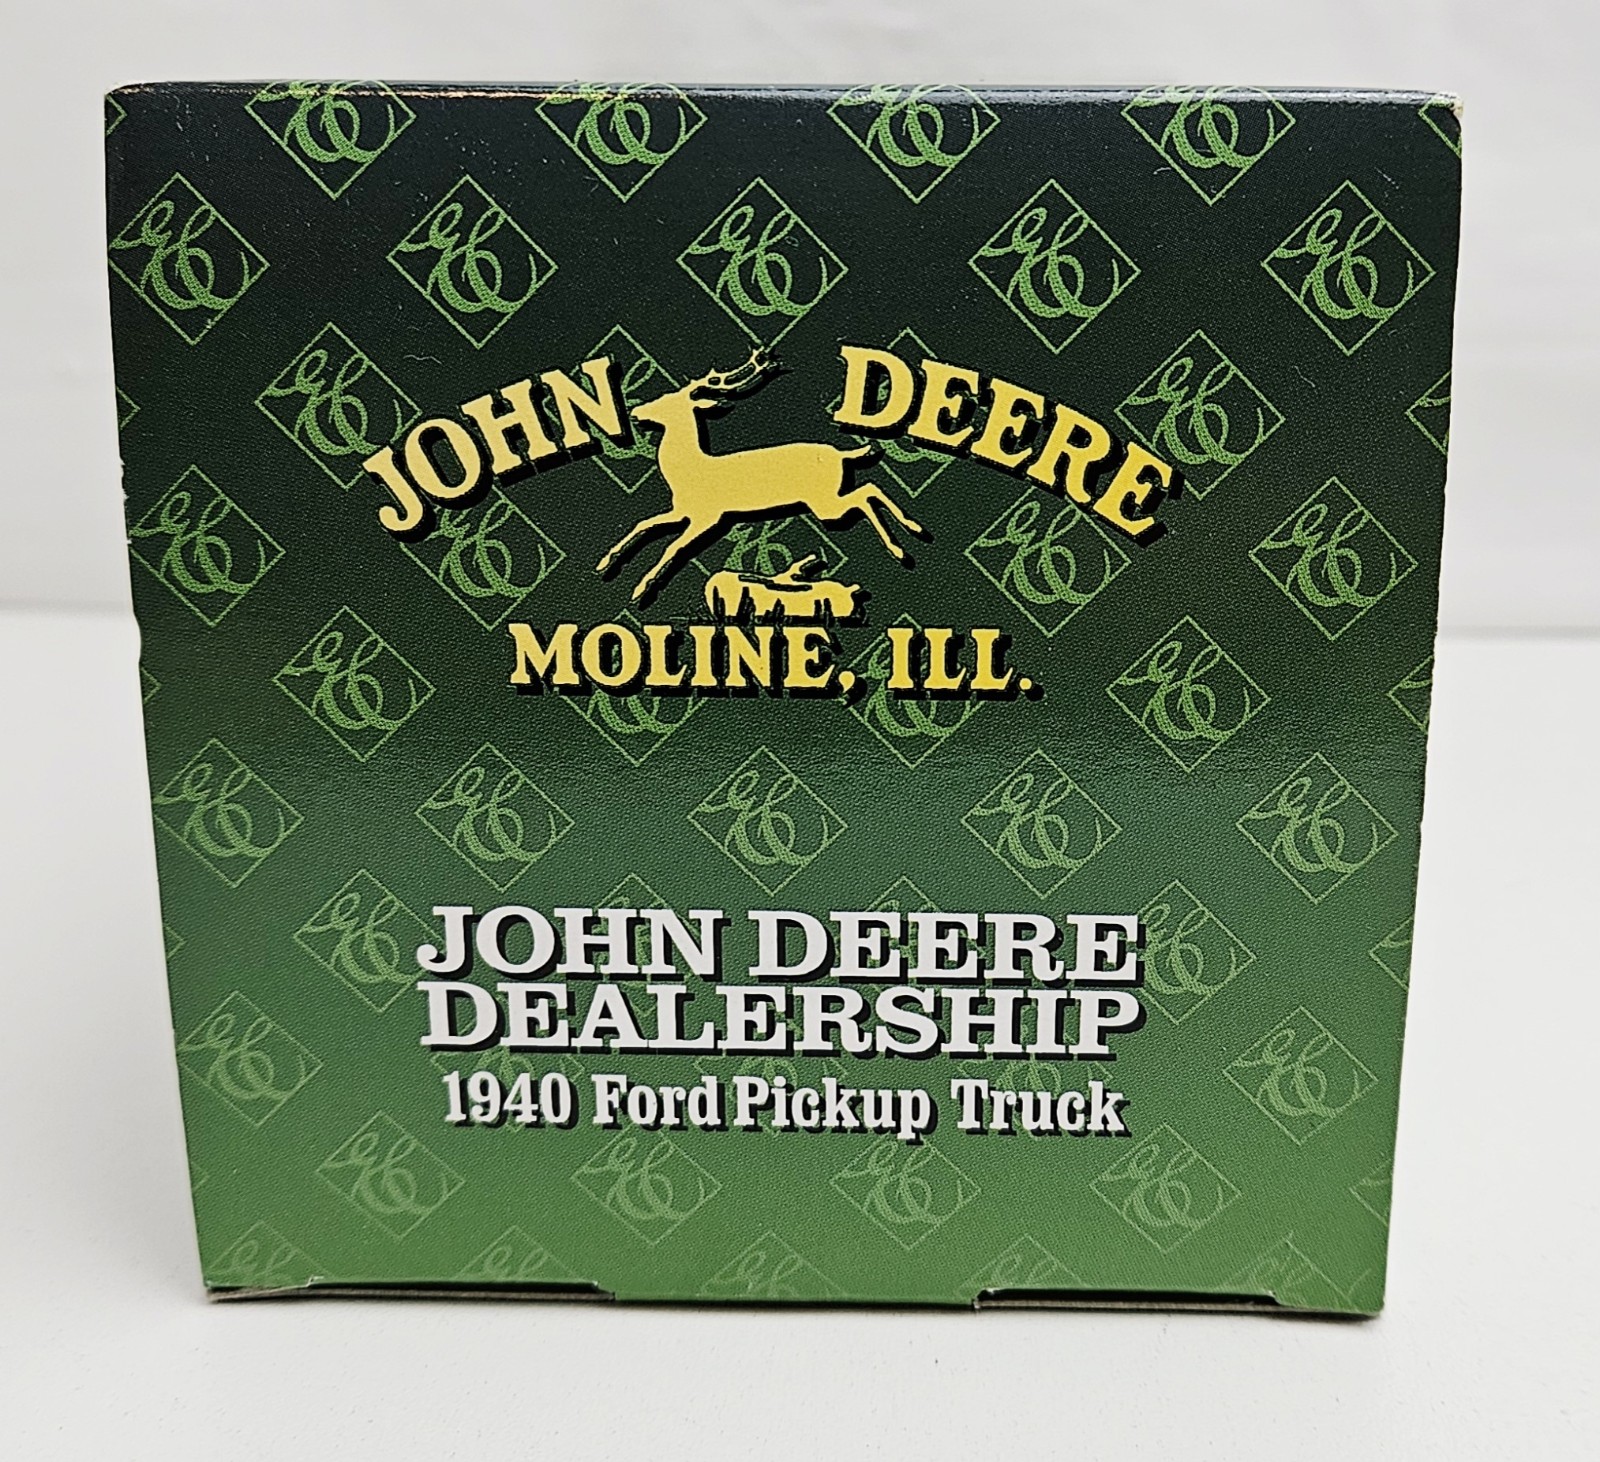 JOHN DEERE
MOLINE, ILL.
JOHN DEERE
DEALERSHIP
1940 Ford Pickup Truck